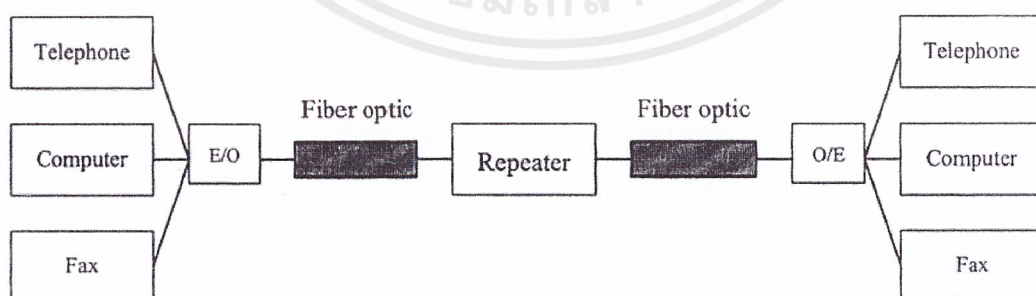 Telephone
Computer
Fax
E/O
Fiber optic
Repeater
Fiber optic
O/E
Telephone
Computer
Fax